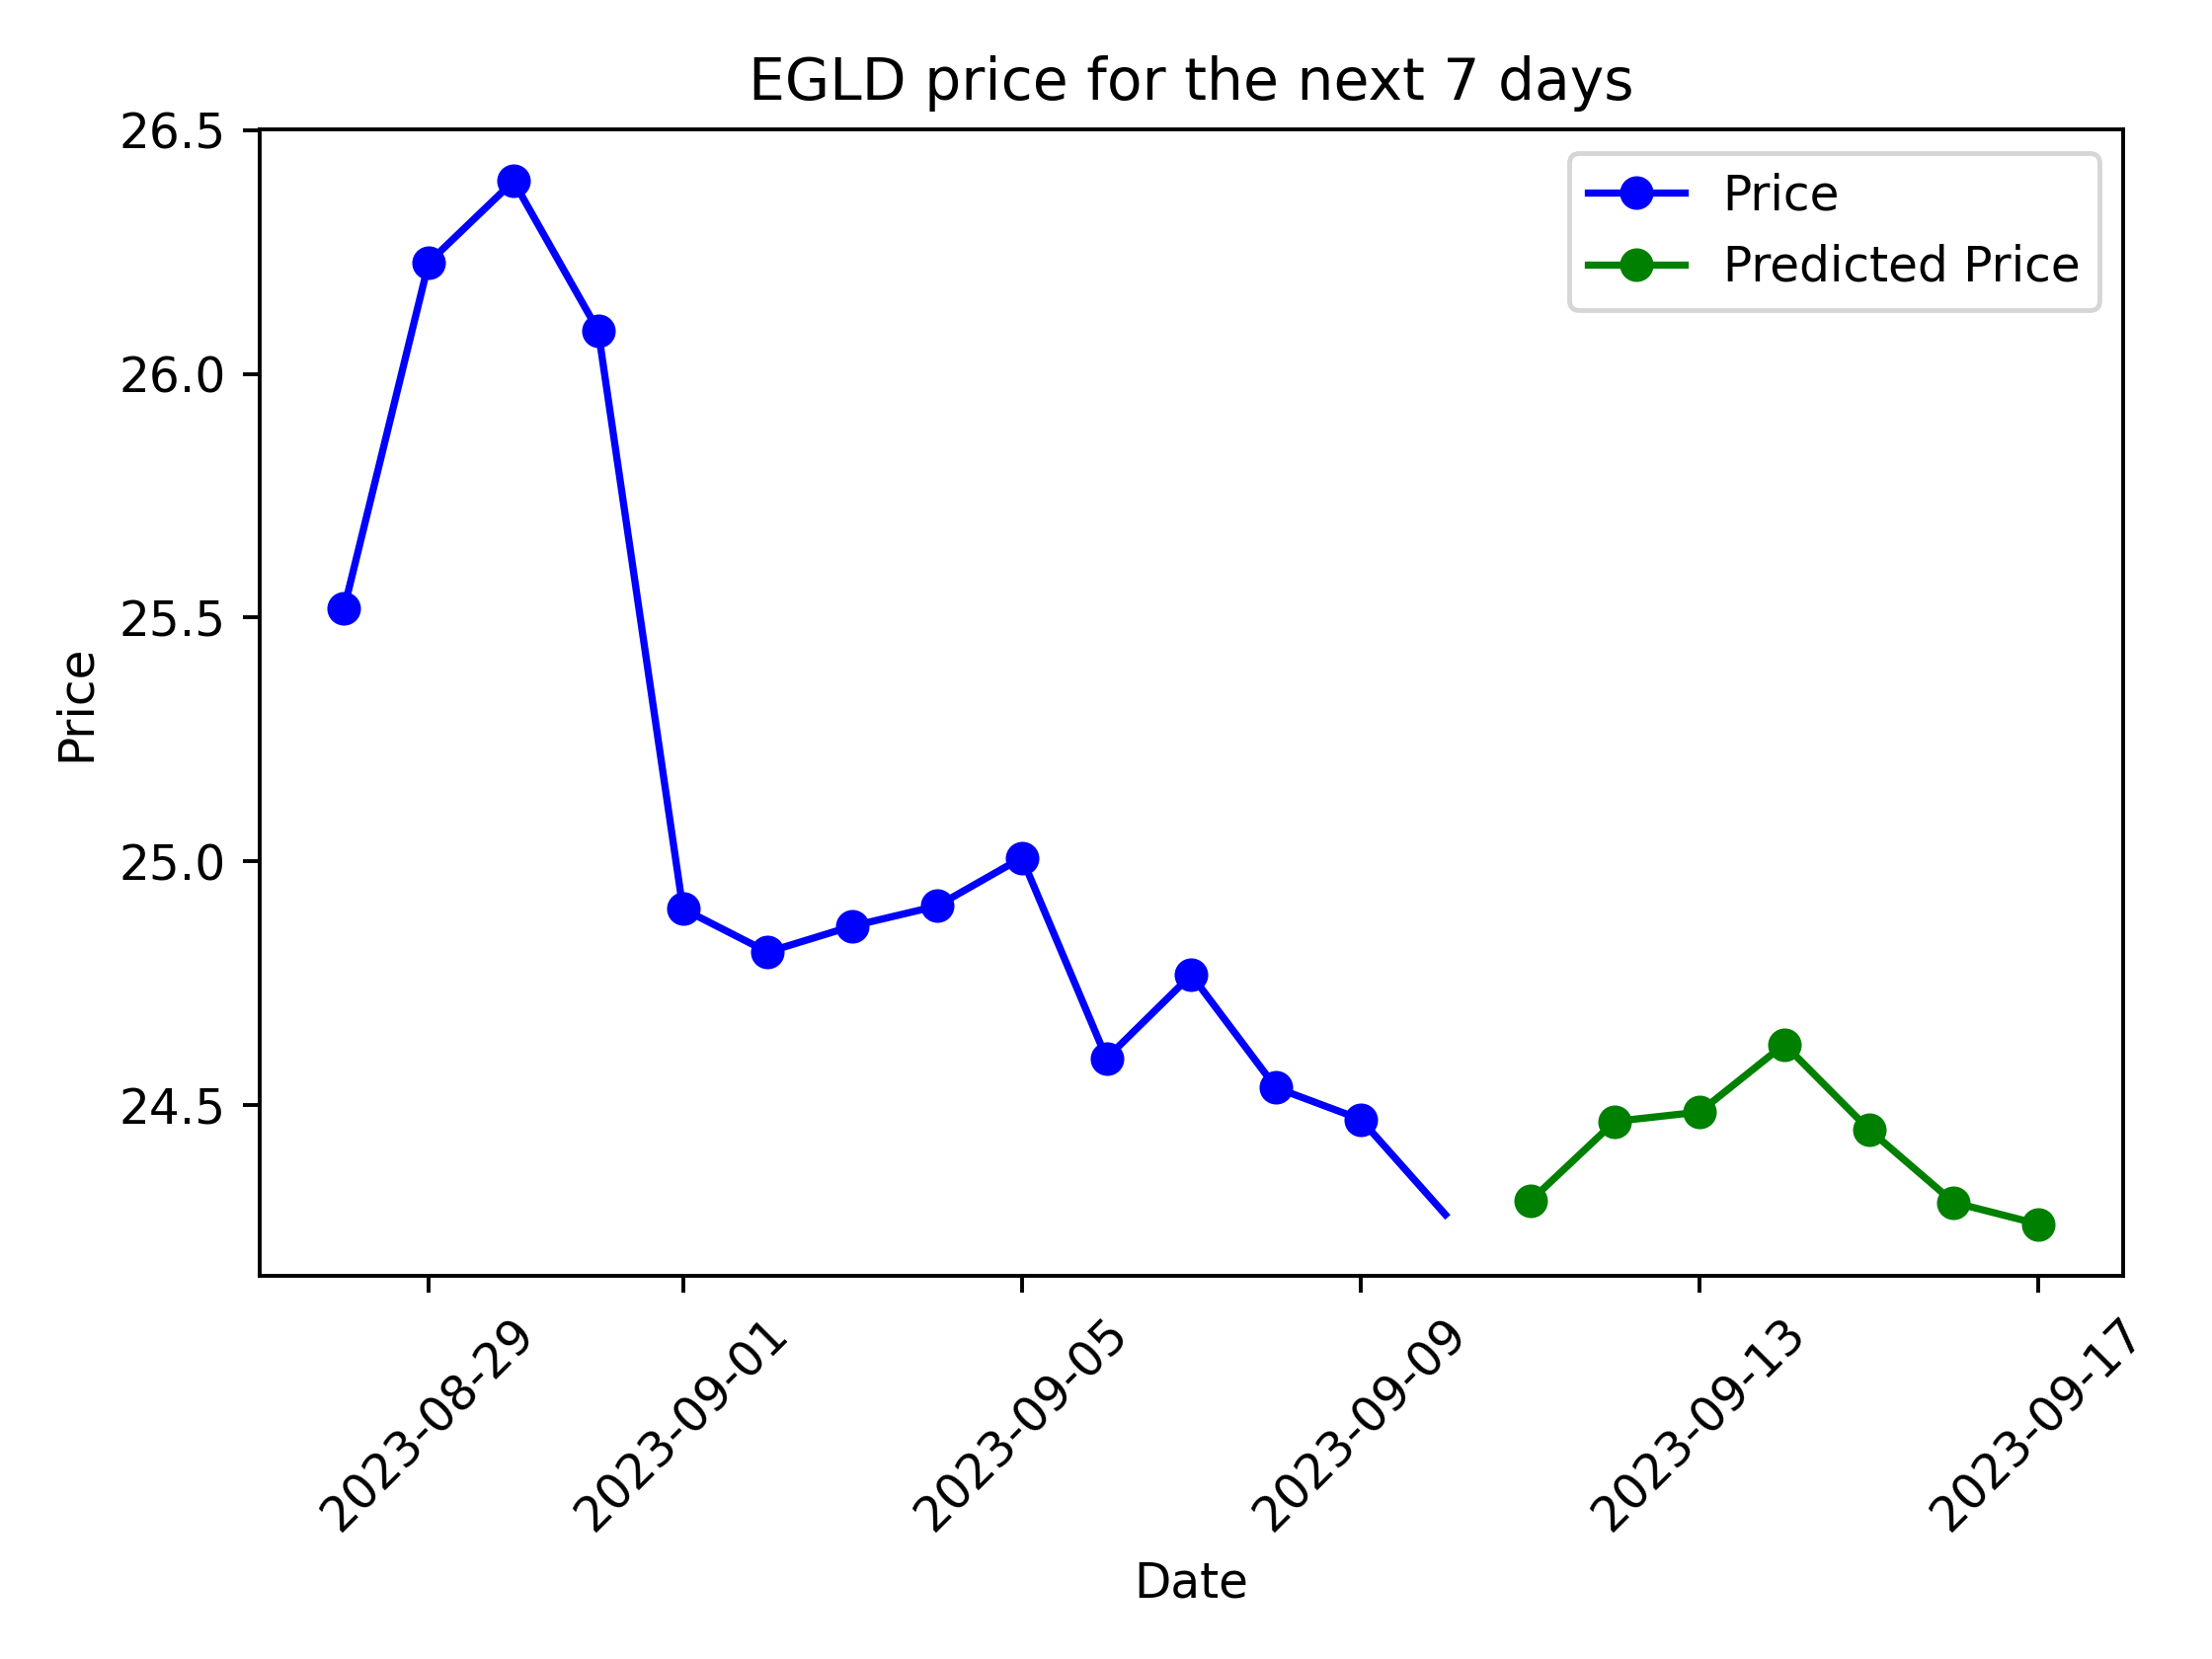 EGLD price for the next 7 days
Price
Predicted Price
26.5
26.0
25.5
25.0
24.5
Price
2023-08-29
2023-09-01
2023-09-05
2023-09-09
2023-09-13
2023-09-17
Date